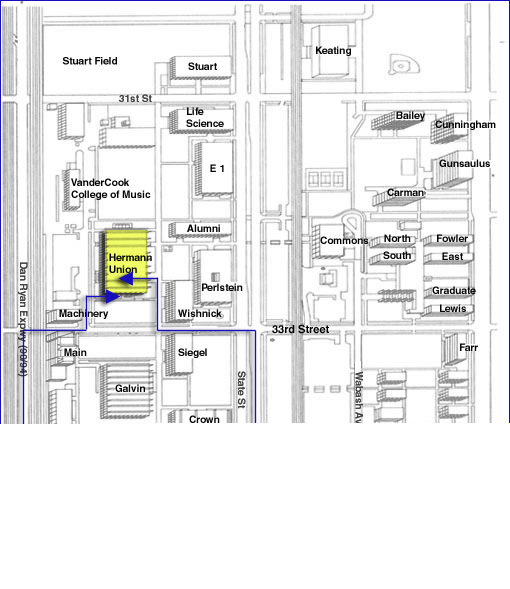 Keating
Stuart Field
Stuart
31st St
Life
Science
Bailey
Cunningham
E 1
Gunsaulus
VanderCook
College of Music
Carman
Alumni
Commons
North
Fowler
South
East
Hermann
Union
Perlstein
Graduate
Machinery
Wishnick
Lewis
33rd Street
Dan Ryan Expwy (90/94)
Main
Siegel
Farr
Galvin
State St
Wabash Av
Crown